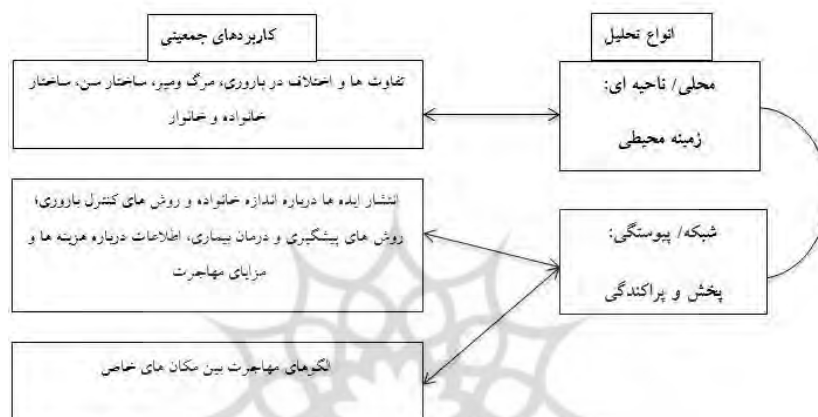 انواع تحلیل
کاربردهای جمعیتی
محلی/ ناحیه ای:
زمینه محیطی
تفاوت ها و اختلاف در باروری، مرگ ومیر، ساختار سن، ساختار
خانواده و خانوار
شبکه/ پیوستگی:
پخش و پراکندگی
انتشار ایده ها درباره اندازه خانواده و روش های کنترل باروری؛
روش های پیشگیری و درمان بیماری، اطلاعات درباره هزینه ها و
مزایای مهاجرت
الگوهای مهاجرت بین مکان های خاص